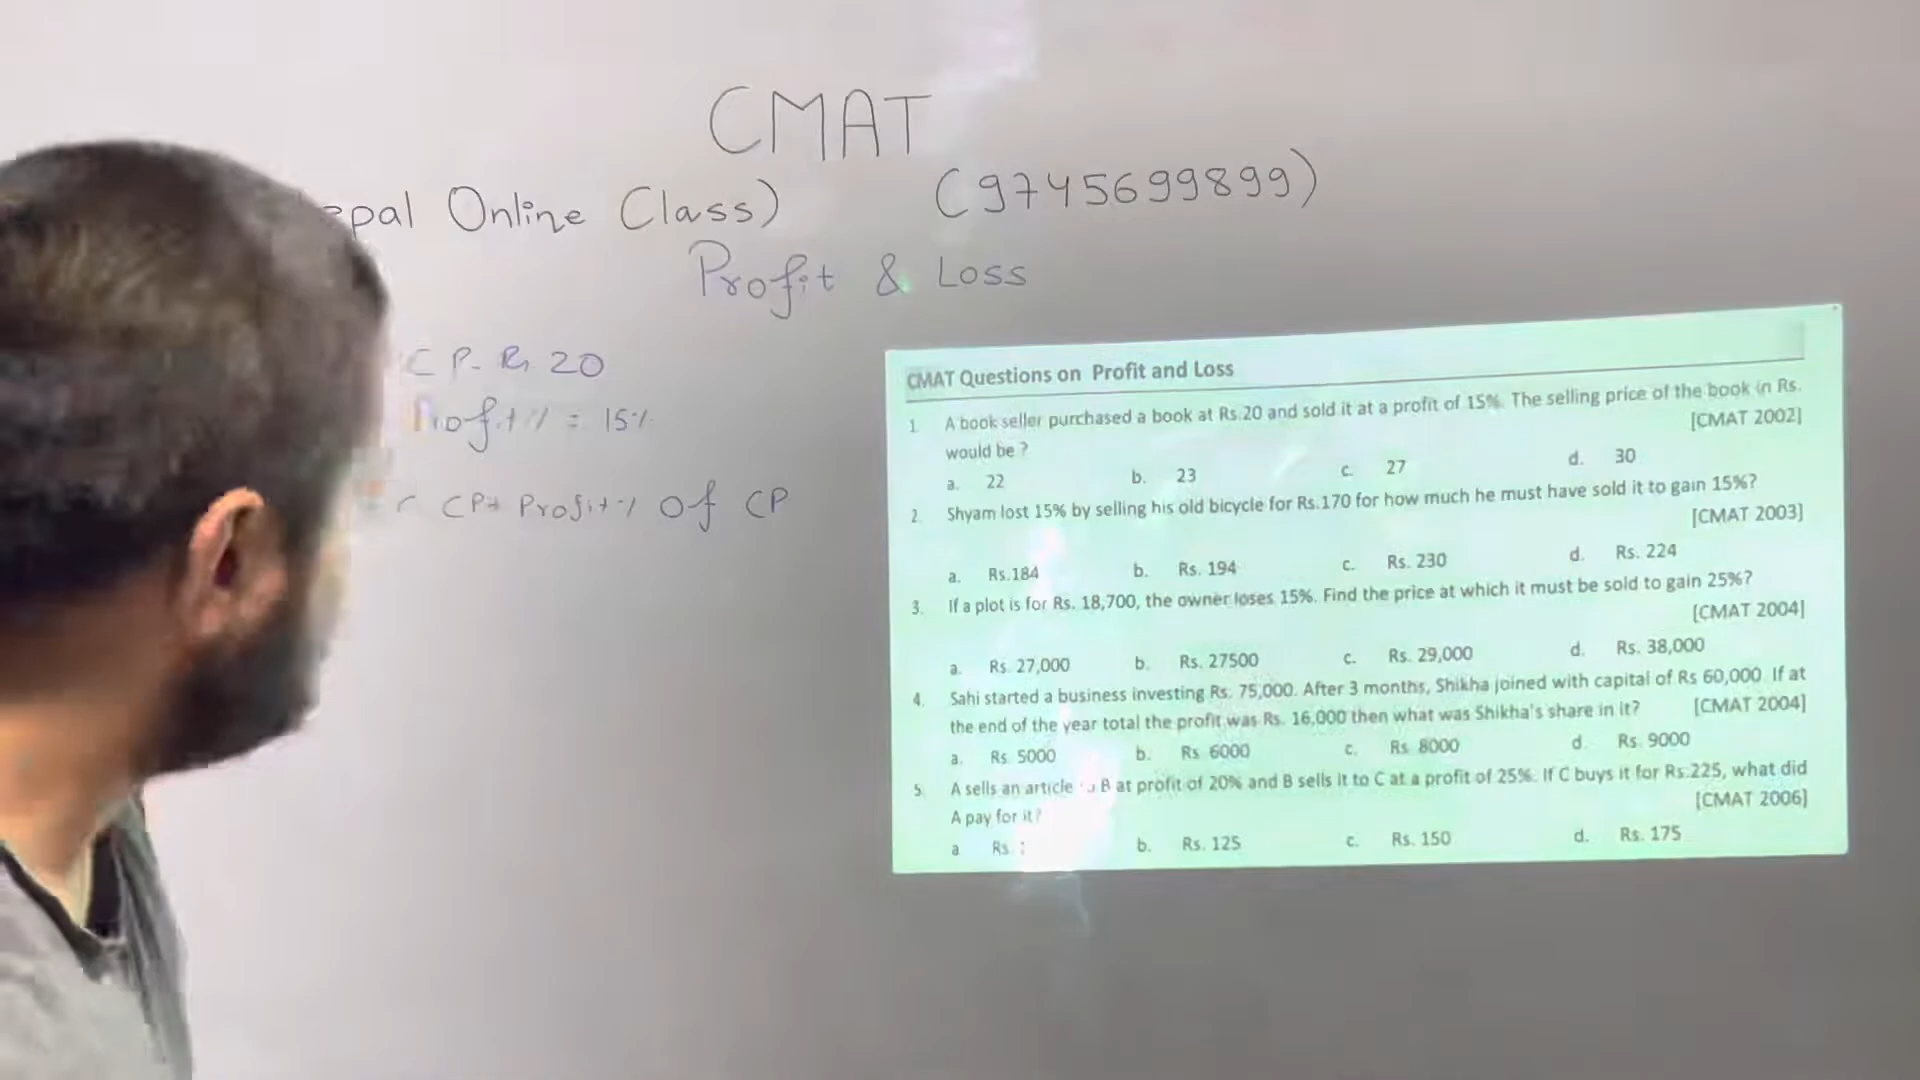 CMAT
Online Class) (9745699899)
Profit & Loss
CP- Rs 20
Profit % = 15%
CP+ Profit % of CP
CMAT Questions on Profit and Loss
1. A book seller purchased a book at Rs.20 and sold it at a profit of 15%. The selling price of the book in Rs.
would be ? [CMAT 2002]
a. 22 b. 23 c. 27 d. 30
2. Shyam lost 15% by selling his old bicycle for Rs.170 for how much he must have sold it to gain 15%?
[CMAT 2003]
a. Rs.184 b. Rs. 194 c. Rs. 230 d. Rs. 224
3. If a plot is for Rs. 18,700, the owner loses 15%. Find the price at which it must be sold to gain 25%?
[CMAT 2004]
a. Rs. 27,000 b. Rs. 27500 c. Rs. 29,000 d. Rs. 38,000
4. Sahi started a business investing Rs. 75,000. After 3 months, Shikha joined with capital of Rs 60,000. If at
the end of the year total the profit was Rs. 16,000 then what was Shikha's share in it? [CMAT 2004]
a. Rs. 5000 b. Rs 6000 c. Rs 8000 d. Rs. 9000
5. A sells an article B at profit of 20% and B sells it to C at a profit of 25%. If C buys it for Rs.225, what did
A pay for it? [CMAT 2006]
a Rs. b. Rs. 125 c. Rs. 150 d. Rs. 175